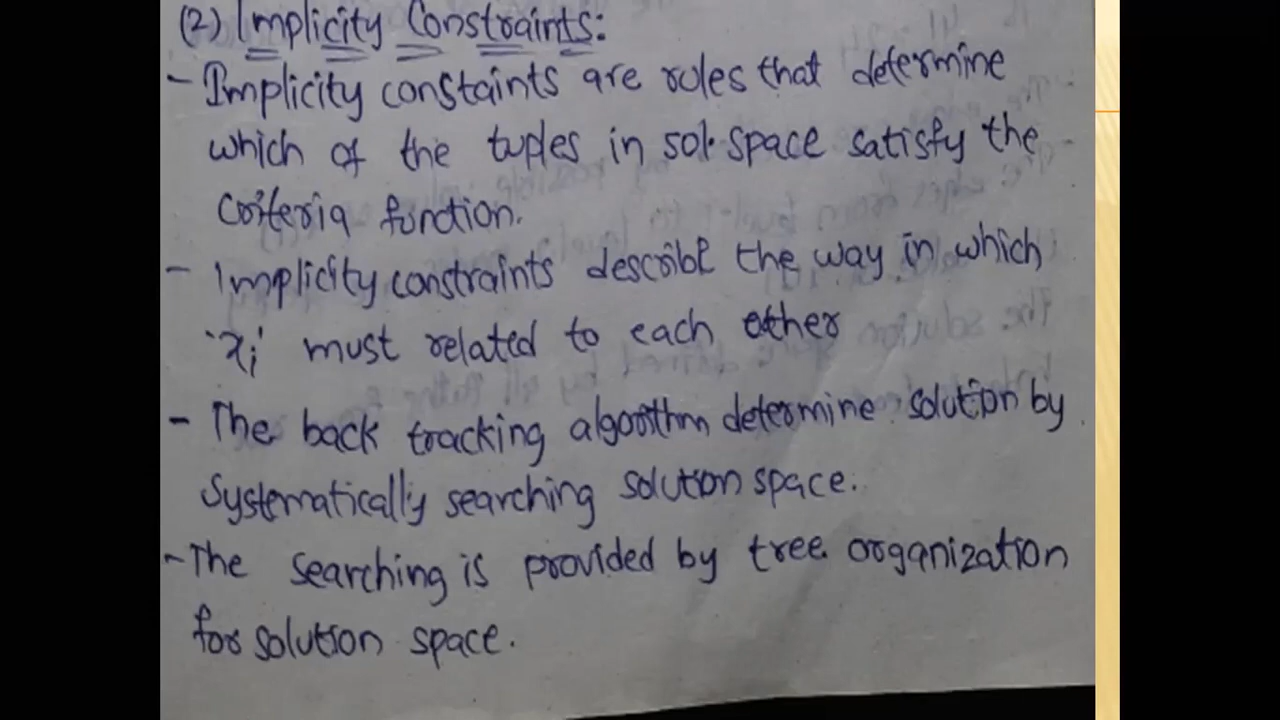 (2) Implicity Constraints:
- Implicity constaints are rules that determine
which of the tuples in sol. space satisfy the
criteria function.
- Implicity constraints describe the way in which
'xi' must related to each other
- The back tracking algorithm determine solution by
Systematically searching solution space.
- The searching is provided by tree organization
for solution space.